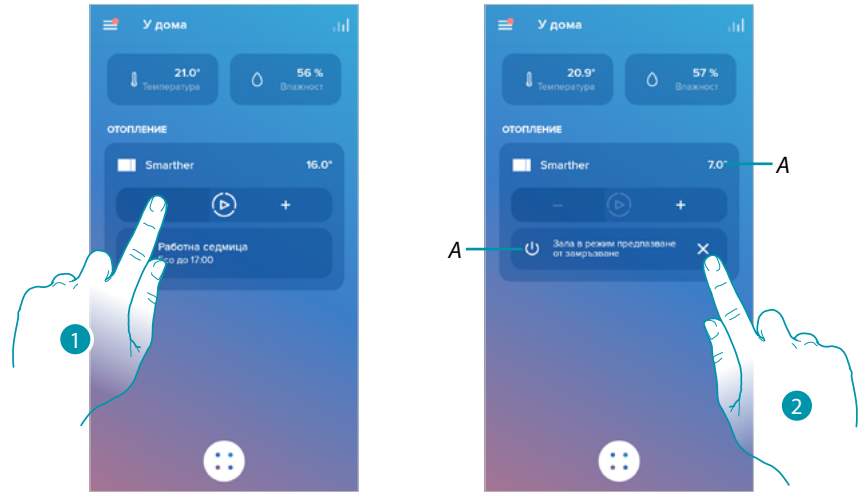 У дома
21.0°
Температура
56 %
Влажност
ОТОПЛЕНИЕ
Smarther
16.0°
+
Работна седмица
Eco до 17:00
1
У дома
20.9°
Температура
57 %
Влажност
ОТОПЛЕНИЕ
Smarther
7.0°
A
− +
A
Зала в режим предпазване
от замръзване
2